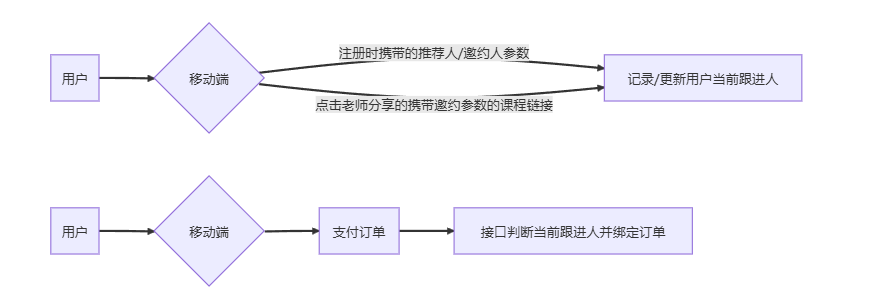 注册时携带的推荐人/邀约人参数
用户
移动端
记录/更新用户当前跟进人
点击老师分享的携带邀约参数的课程链接
用户
移动端
支付订单
接口判断当前跟进人并绑定订单